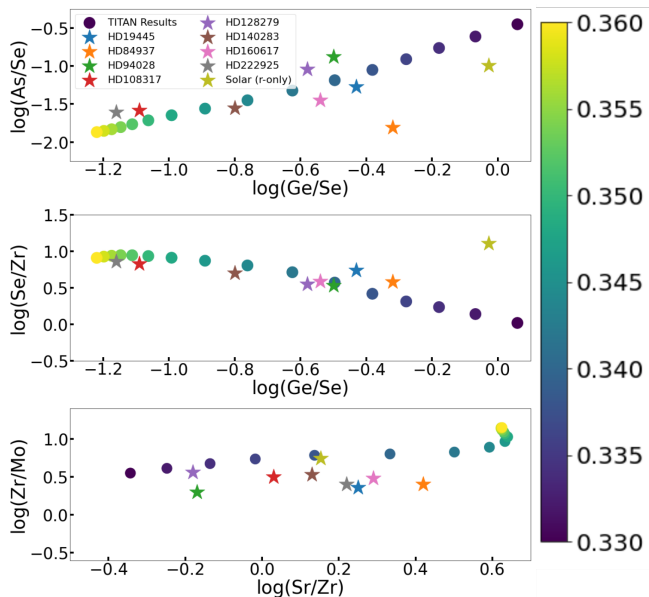 −0.5
−1.0
−1.5
−2.0
log(As/Se)
TITAN Results
HD19445
HD84937
HD94028
HD108317
HD128279
HD140283
HD160617
HD222925
Solar (r-only)
−1.2 −1.0 −0.8 −0.6 −0.4 −0.2 0.0
log(Ge/Se)
1.5
1.0
0.5
0.0
−0.5
log(Se/Zr)
−1.2 −1.0 −0.8 −0.6 −0.4 −0.2 0.0
log(Ge/Se)
1.0
0.5
0.0
−0.5
log(Zr/Mo)
−0.4 −0.2 0.0 0.2 0.4 0.6
log(Sr/Zr)
0.360
0.355
0.350
0.345
0.340
0.335
0.330